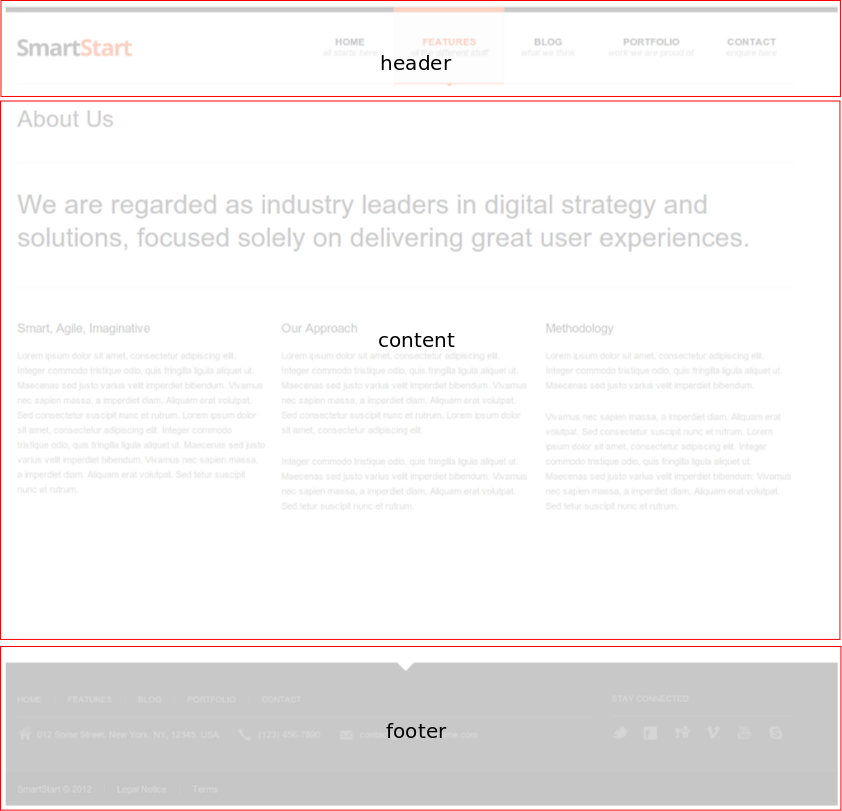 SmartStart
HOME FEATURES BLOG PORTFOLIO CONTACT
all starts here all the different stuff what we think work we are proud of enquire here
header
About Us
We are regarded as industry leaders in digital strategy and
solutions, focused solely on delivering great user experiences.
content
Smart, Agile, Imaginative
Lorem ipsum dolor sit amet, consectetur adipiscing elit.
Integer commodo tristique odio, quis fringilla ligula aliquet ut.
Maecenas sed justo varius velit imperdiet bibendum. Vivamus
nec sapien massa, a imperdiet diam. Aliquam erat volutpat.
Sed consectetur suscipit nunc et rutrum. Lorem ipsum dolor
sit amet, consectetur adipiscing elit. Integer commodo
tristique odio, quis fringilla ligula aliquet ut. Maecenas sed justo
varius velit imperdiet bibendum. Vivamus nec sapien massa,
a imperdiet diam. Aliquam erat volutpat. Sed tetur suscipit
nunc et rutrum.
Our Approach
Lorem ipsum dolor sit amet, consectetur adipiscing elit.
Integer commodo tristique odio, quis fringilla ligula aliquet ut.
Maecenas sed justo varius velit imperdiet bibendum. Vivamus
nec sapien massa, a imperdiet diam. Aliquam erat volutpat.
Sed consectetur suscipit nunc et rutrum. Lorem ipsum dolor
sit amet, consectetur adipiscing elit.
Integer commodo tristique odio, quis fringilla ligula aliquet ut.
Maecenas sed justo varius velit imperdiet bibendum. Vivamus
nec sapien massa, a imperdiet diam. Aliquam erat volutpat.
Sed tetur suscipit nunc et rutrum.
Methodology
Lorem ipsum dolor sit amet, consectetur adipiscing elit.
Integer commodo tristique odio, quis fringilla ligula aliquet ut.
Maecenas sed justo varius velit imperdiet bibendum.
Vivamus nec sapien massa, a imperdiet diam. Aliquam erat
volutpat. Sed consectetur suscipit nunc et rutrum. Lorem
ipsum dolor sit amet, consectetur adipiscing elit. Integer
commodo tristique odio, quis fringilla ligula aliquet ut.
Maecenas sed justo varius velit imperdiet bibendum. Vivamus
nec sapien massa, a imperdiet diam. Aliquam erat volutpat.
Sed tetur suscipit nunc et rutrum.
HOME FEATURES BLOG PORTFOLIO CONTACT
STAY CONNECTED
012 Some Street, New York, NY, 12345, USA (123) 456-7890
footer
SmartStart © 2012 Legal Notice Terms